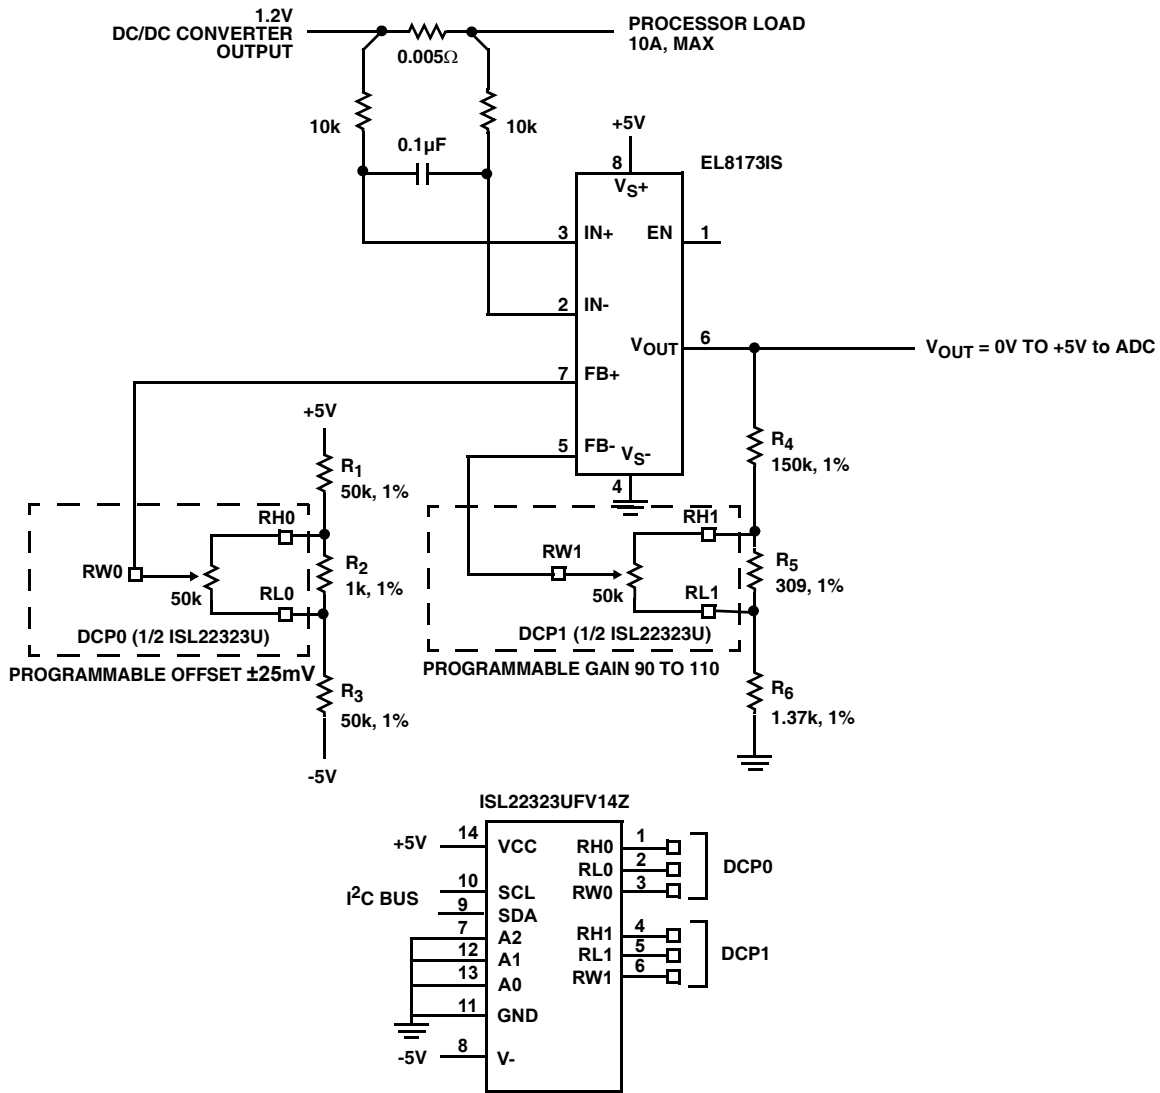 1.2V
DC/DC CONVERTER
OUTPUT
0.005Ω
PROCESSOR LOAD
10A, MAX
10k
10k
0.1µF
+5V
8
EL8173IS
VS+
3
IN+
EN
1
2
IN-
VOUT
6
VOUT = 0V TO +5V to ADC
7
FB+
5
FB-
VS-
4
+5V
R1
50k, 1%
RH0
RW0
50k
RL0
R2
1k, 1%
DCP0 (1/2 ISL22323U)
PROGRAMMABLE OFFSET ±25mV
R3
50k, 1%
-5V
R4
150k, 1%
RH1
RW1
50k
RL1
R5
309, 1%
DCP1 (1/2 ISL22323U)
PROGRAMMABLE GAIN 90 TO 110
R6
1.37k, 1%
ISL22323UFV14Z
+5V
14
VCC
I2C BUS
10
SCL
9
SDA
7
A2
12
A1
13
A0
11
GND
-5V
8
V-
RH0
1
RL0
2
RW0
3
DCP0
RH1
4
RL1
5
RW1
6
DCP1